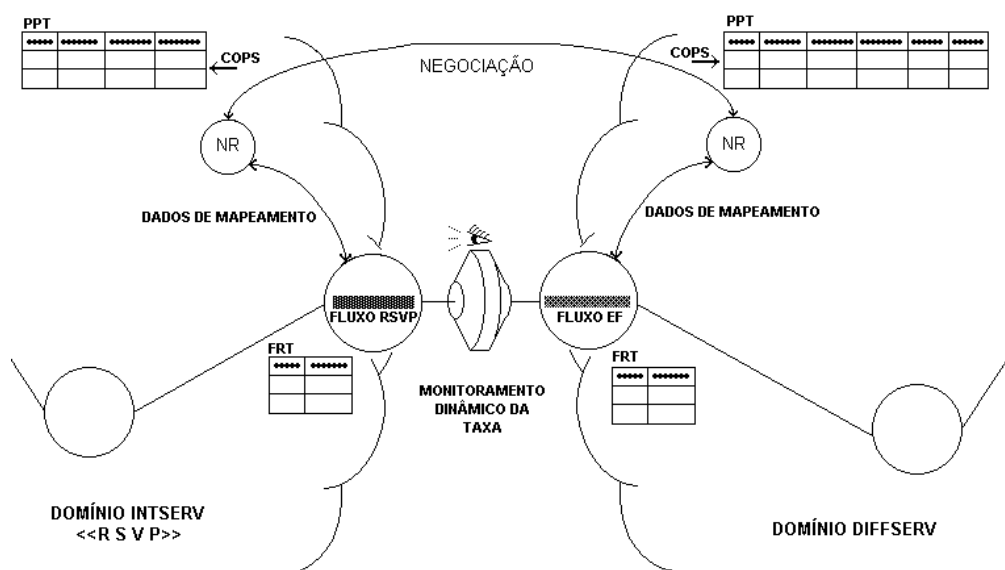 PPT
COPS
NEGOCIAÇÃO
PPT
COPS
NR
NR
DADOS DE MAPEAMENTO
DADOS DE MAPEAMENTO
FLUXO RSVP
FLUXO EF
FRT
FRT
MONITORAMENTO
DINÂMICO DA
TAXA
DOMÍNIO INTSERV
<<R S V P>>
DOMÍNIO DIFFSERV